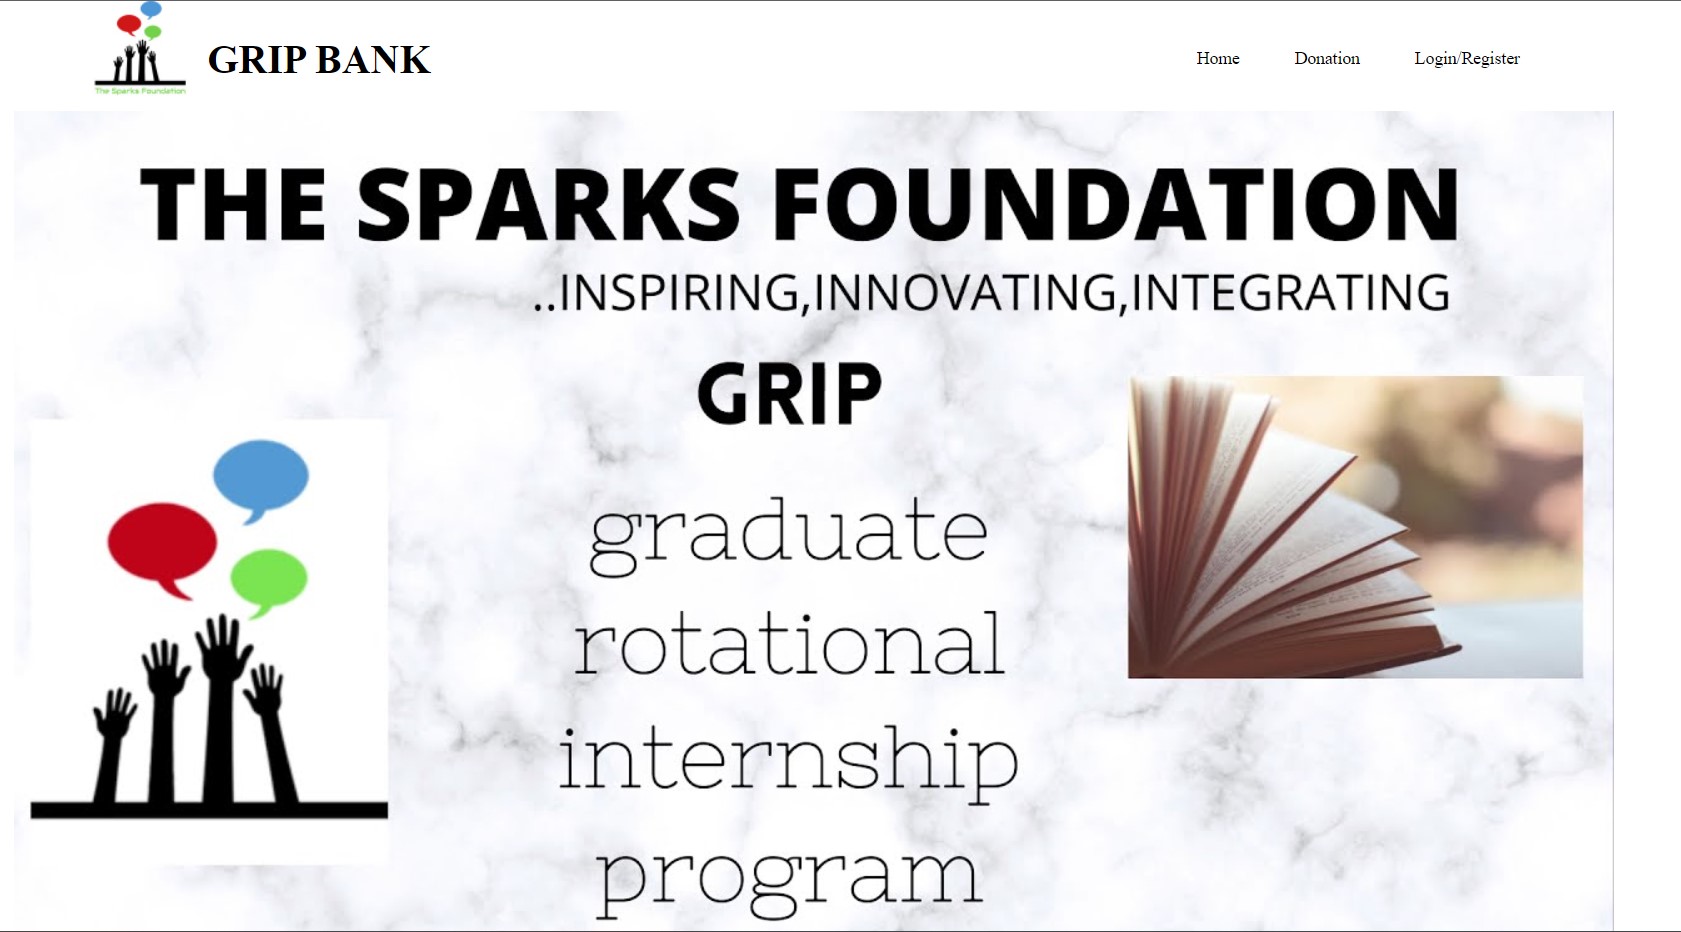 The Sparks Foundation
GRIP BANK
Home
Donation
Login/Register
THE SPARKS FOUNDATION
..INSPIRING,INNOVATING,INTEGRATING
GRIP
graduate
rotational
internship
program